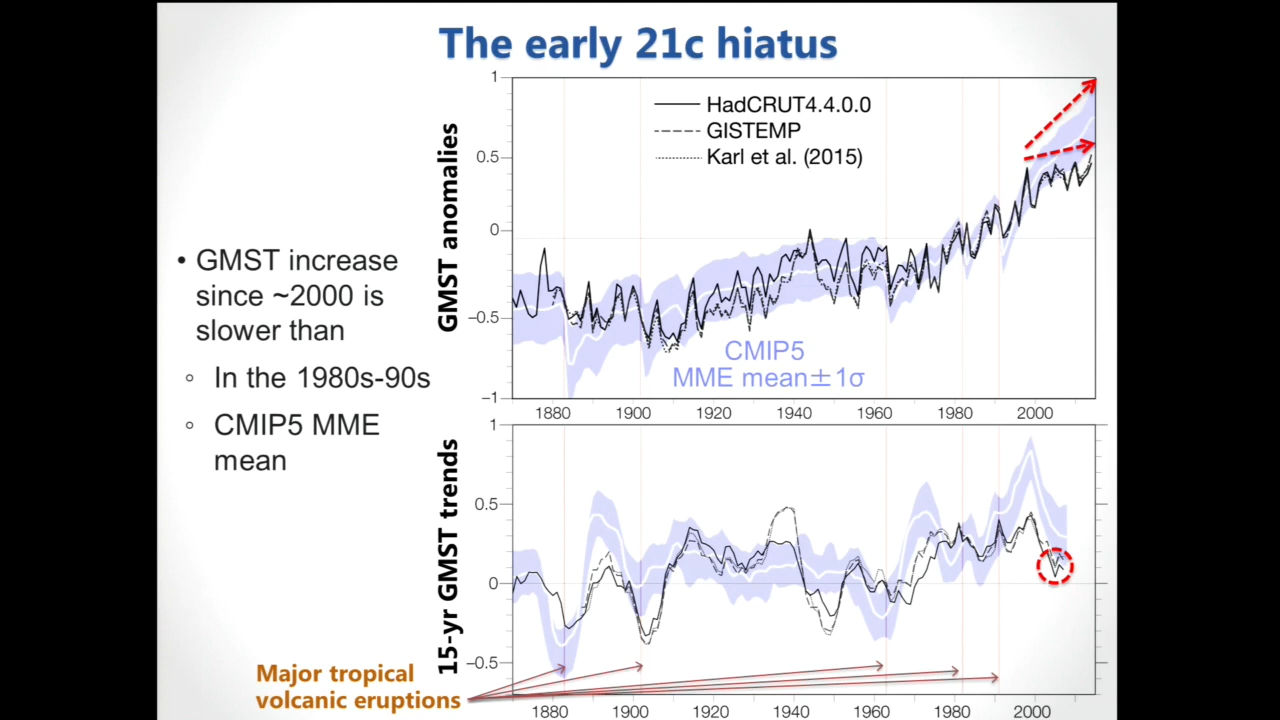 The early 21c hiatus
• GMST increase
since ~2000 is
slower than
◦ In the 1980s-90s
◦ CMIP5 MME
mean
GMST anomalies
1
0.5
0
−0.5
−1
HadCRUT4.4.0.0
GISTEMP
Karl et al. (2015)
CMIP5
MME mean±1σ
1880 1900 1920 1940 1960 1980 2000
15-yr GMST trends
1
0.5
0
−0.5
Major tropical
volcanic eruptions
1880 1900 1920 1940 1960 1980 2000